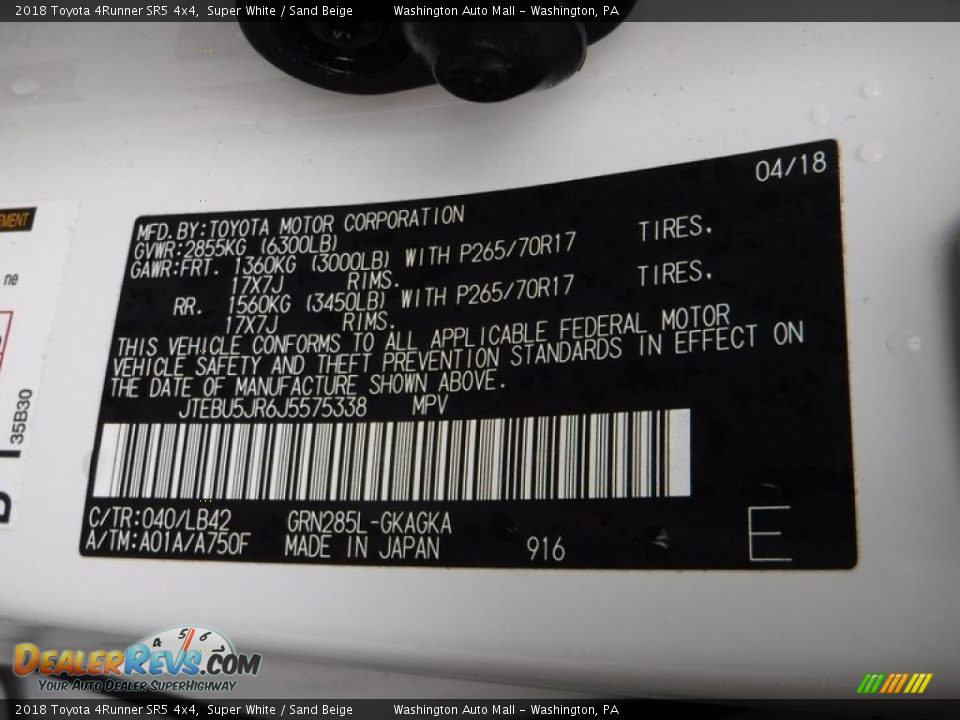 2018 Toyota 4Runner SR5 4x4, Super White / Sand Beige Washington Auto Mall - Washington, PA
04/18
MFD.BY:TOYOTA MOTOR CORPORATION
GVWR:2855KG (6300LB)
GAWR:FRT. 1360KG (3000LB) WITH P265/70R17 TIRES,
17X7J RIMS.
RR. 1560KG (3450LB) WITH P265/70R17 TIRES,
17X7J RIMS.
THIS VEHICLE CONFORMS TO ALL APPLICABLE FEDERAL MOTOR
VEHICLE SAFETY AND THEFT PREVENTION STANDARDS IN EFFECT ON
THE DATE OF MANUFACTURE SHOWN ABOVE.
JTEBU5JR6J5575338 MPV
C/TR:040/LB42 GRN285L-GKAGKA
A/TM:A01A/A750F MADE IN JAPAN 916 E
ne
35B30
4 5 6
DEALERREVS.COM
YOUR AUTO DEALER SUPERHIGHWAY
2018 Toyota 4Runner SR5 4x4, Super White / Sand Beige Washington Auto Mall - Washington, PA